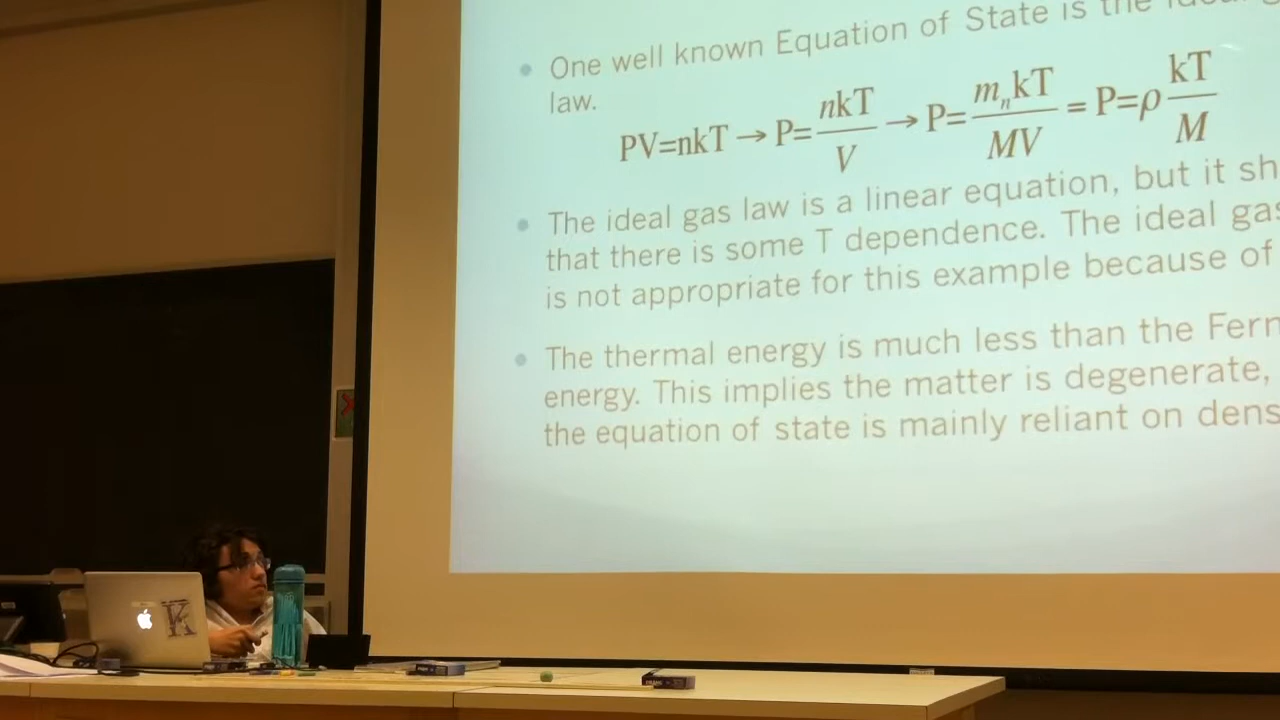 One well known Equation of State is the ideal
law.
PV=nkT → P= nkT / V → P= mₙkT / MV = P=ρ kT / M
The ideal gas law is a linear equation, but it sh
that there is some T dependence. The ideal gas
is not appropriate for this example because of
The thermal energy is much less than the Ferm
energy. This implies the matter is degenerate,
the equation of state is mainly reliant on dens
K